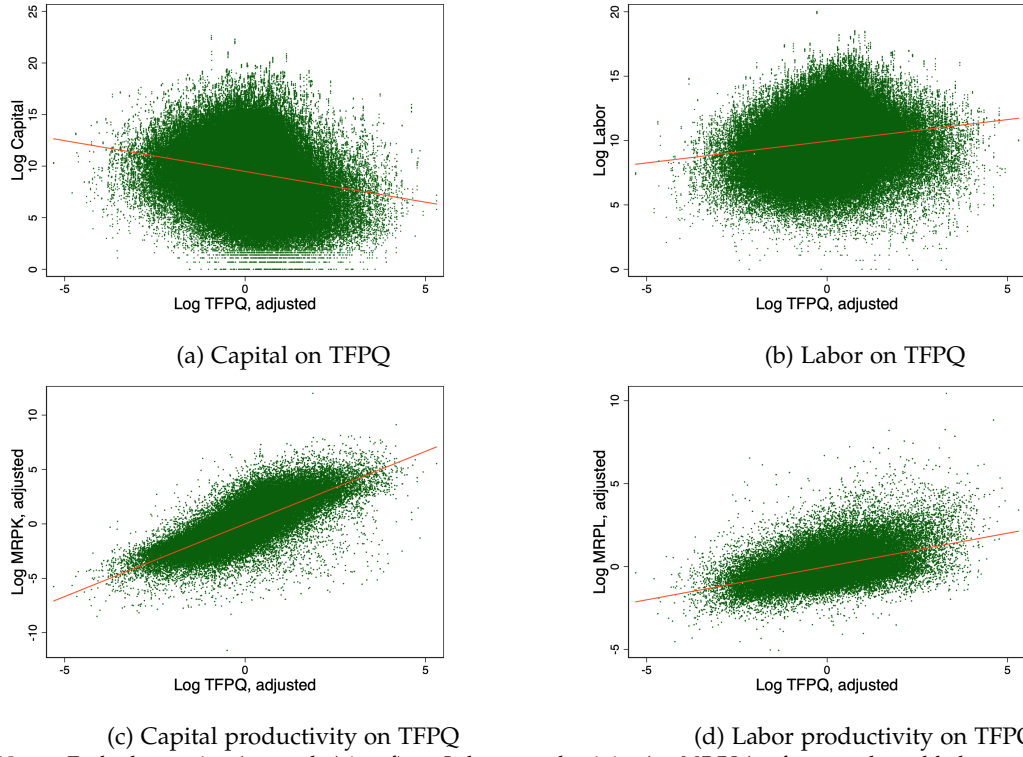 25
20
15
10
5
0
Log Capital
-5
0
5
Log TFPQ, adjusted
(a) Capital on TFPQ
20
15
10
5
0
Log Labor
-5
0
5
Log TFPQ, adjusted
(b) Labor on TFPQ
10
5
0
-5
-10
Log MRPK, adjusted
-5
0
5
Log TFPQ, adjusted
(c) Capital productivity on TFPQ
10
5
0
-5
Log MRPL, adjusted
-5
0
5
Log TFPQ, adjusted
(d) Labor productivity on